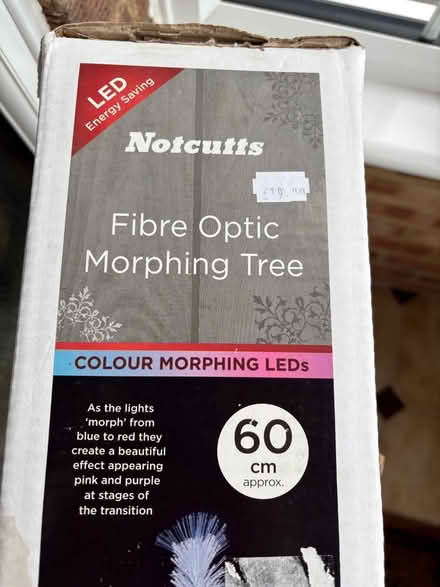 LED
Energy Saving
Notcutts
Fibre Optic
Morphing Tree
COLOUR MORPHING LEDs
As the lights
'morph' from
blue to red they
create a beautiful
effect appearing
pink and purple
at stages of
the transition
60
cm
approx.